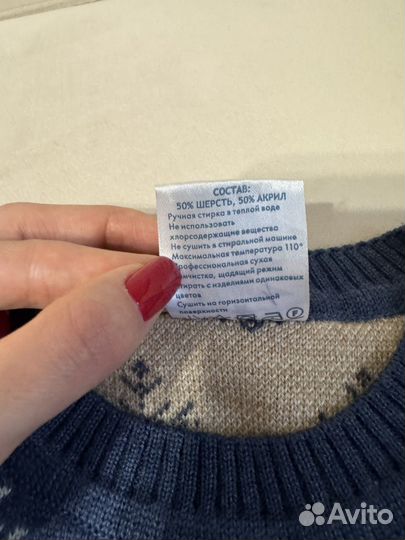 СОСТАВ:
50% ШЕРСТЬ, 50% АКРИЛ
Ручная стирка в теплой воде
Не использовать
хлорсодержащие вещества
Не сушить в стиральной машине
Максимальная температура 110°
Профессиональная сухая
химчистка, щадящий режим
Стирать с изделиями одинаковых
цветов
Сушить на горизонтальной
поверхности
Avito